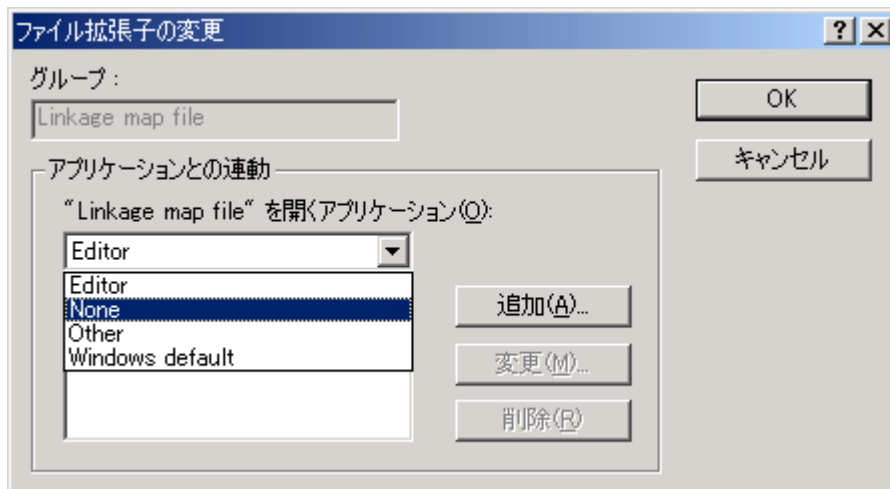 ファイル拡張子の変更
グループ :
Linkage map file
OK
キャンセル
アプリケーションとの連動
"Linkage map file" を開くアプリケーション(O):
Editor
Editor
None
Other
Windows default
追加(A)...
変更(M)...
削除(R)